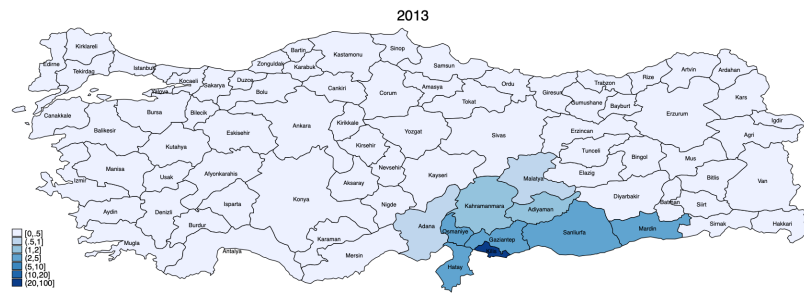 2013
Kirklareli
Edirne
Tekirdag
Istanbul
Kocaeli
Yalova
Sakarya
Duzce
Zonguldak
Bartin
Karabuk
Kastamonu
Sinop
Samsun
Ordu
Giresun
Trabzon
Rize
Artvin
Ardahan
Canakkale
Balikesir
Bursa
Bilecik
Bolu
Cankiri
Corum
Amasya
Tokat
Gumushane
Bayburt
Erzurum
Kars
Igdir
Agri
Eskisehir
Kutahya
Ankara
Kirikkale
Yozgat
Sivas
Erzincan
Tunceli
Bingol
Mus
Elazig
Bitlis
Van
Manisa
Izmir
Usak
Afyonkarahis
Kirsehir
Nevsehir
Kayseri
Malatya
Aksaray
Nigde
Konya
Isparta
Denizli
Aydin
Burdur
Mugla
Antalya
Karaman
Mersin
Adana
Kahramanmara
Adiyaman
Diyarbakir
Batman
Siirt
Sirnak
Hakkari
Osmaniye
Gaziantep
Sanliurfa
Mardin
Hatay
[0,.5]
(.5,1]
(1,2]
(2,5]
(5,10]
(10,20]
(20,100]